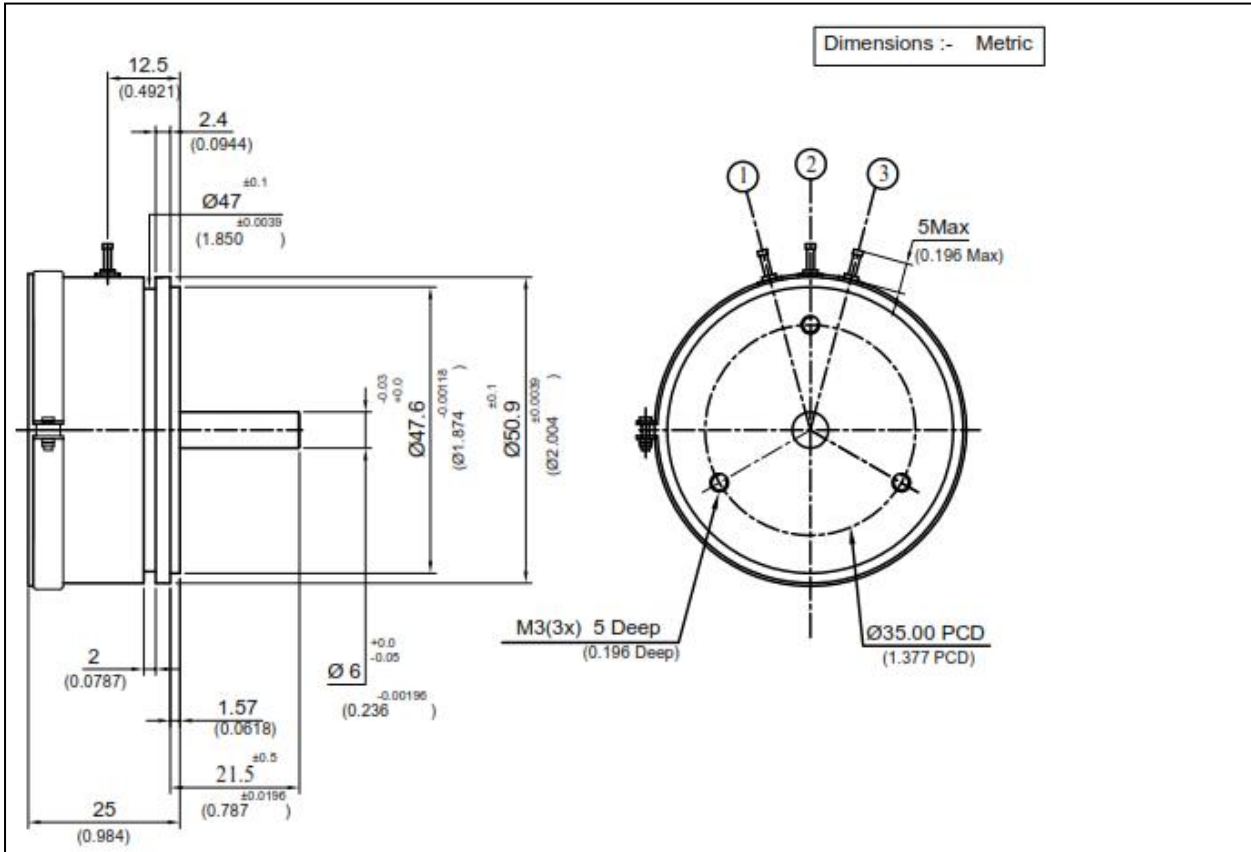 Dimensions :- Metric
12.5
(0.4921)
2.4
(0.0944)
±0.1
Ø47
±0.0039
(1.850 )
1
2
3
5Max
(0.196 Max)
-0.03
+0.0
Ø47.6
-0.00118
(Ø1.874 )
±0.1
Ø50.9
±0.0039
(Ø2.004 )
M3(3x) 5 Deep
(0.196 Deep)
Ø35.00 PCD
(1.377 PCD)
+0.0
-0.05
Ø 6
-0.00196
(0.236 )
2
(0.0787)
1.57
(0.0618)
±0.5
21.5
±0.0196
(0.787 )
25
(0.984)